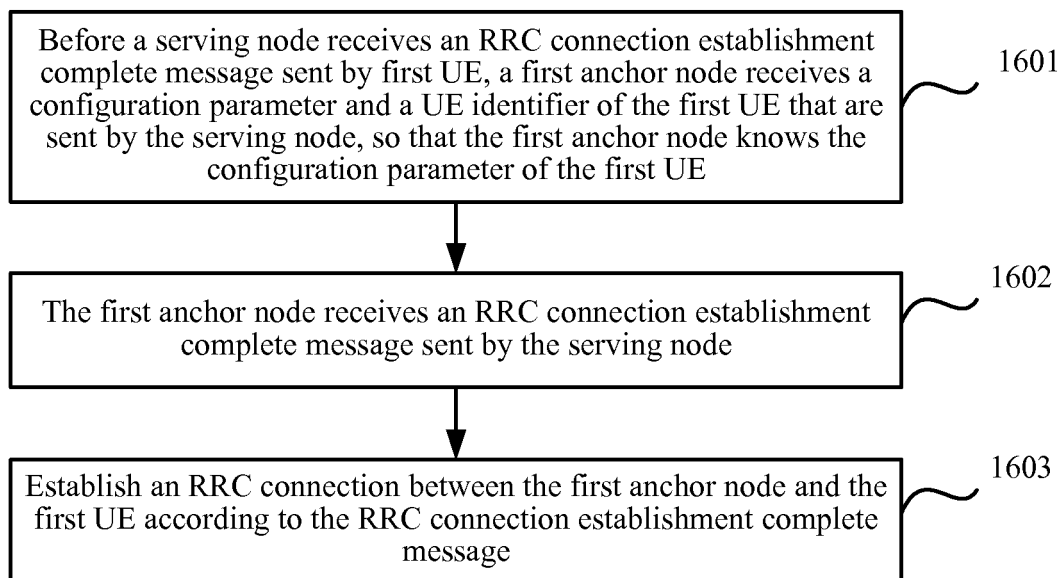 Before a serving node receives an RRC connection establishment
complete message sent by first UE, a first anchor node receives a
configuration parameter and a UE identifier of the first UE that are
sent by the serving node, so that the first anchor node knows the
configuration parameter of the first UE
1601
The first anchor node receives an RRC connection establishment
complete message sent by the serving node
1602
Establish an RRC connection between the first anchor node and the
first UE according to the RRC connection establishment complete
message
1603